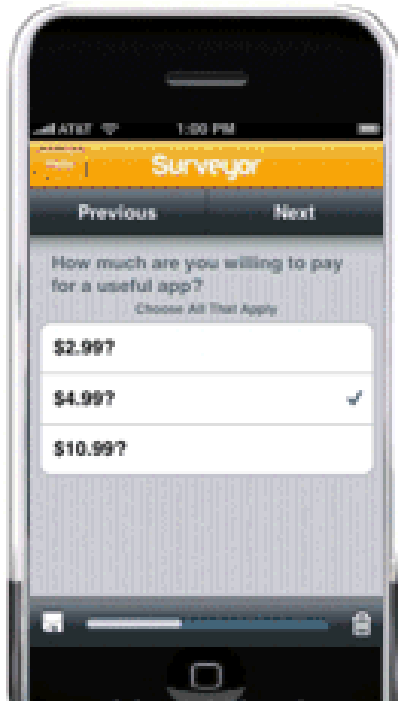 AT&T 1:00 PM
Surveyor
Previous Next
How much are you willing to pay
for a useful app?
Choose All That Apply
$2.99?
$4.99?
$10.99?